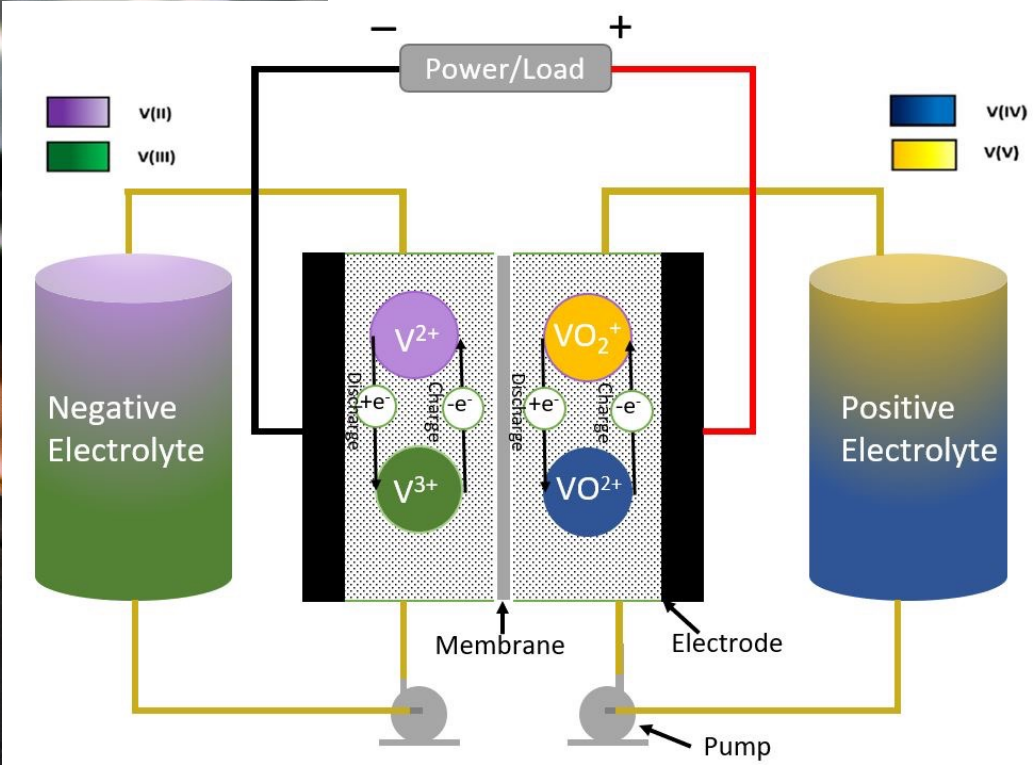 − +
Power/Load
V(II)
V(III)
V(IV)
V(V)
Negative
Electrolyte
V²⁺
Discharge
+e⁻
Charge
-e⁻
V³⁺
VO₂⁺
Discharge
+e⁻
Charge
-e⁻
VO²⁺
Positive
Electrolyte
Membrane
Electrode
Pump